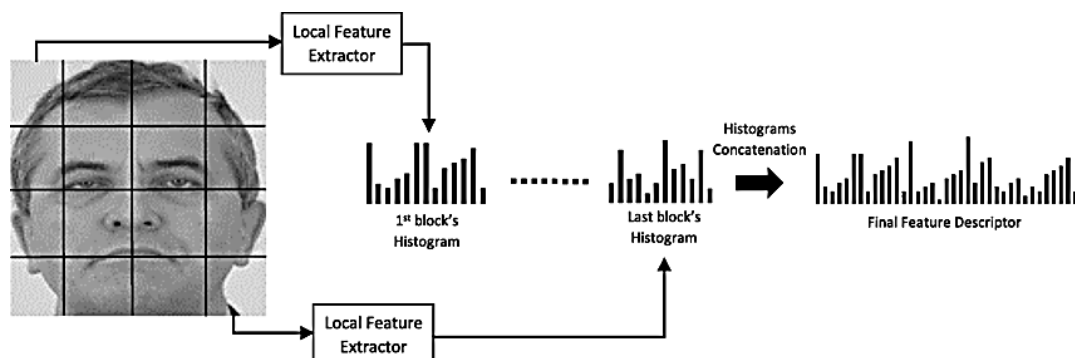 Local Feature
Extractor
1st block's
Histogram
Last block's
Histogram
Histograms
Concatenation
Final Feature Descriptor
Local Feature
Extractor